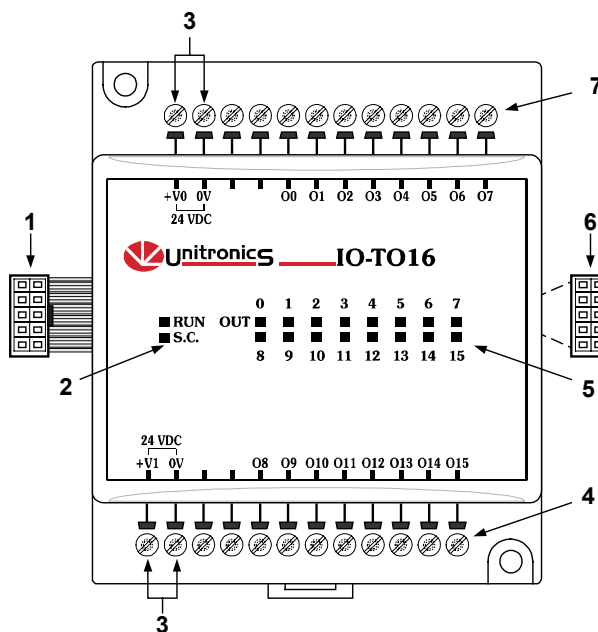 3
7
+V0 0V O0 O1 O2 O3 O4 O5 O6 O7
24 VDC
1
6
Unitronics IO-TO16
0 1 2 3 4 5 6 7
RUN OUT
S.C.
8 9 10 11 12 13 14 15
2
5
24 VDC
+V1 0V O8 O9 O10 O11 O12 O13 O14 O15
4
3